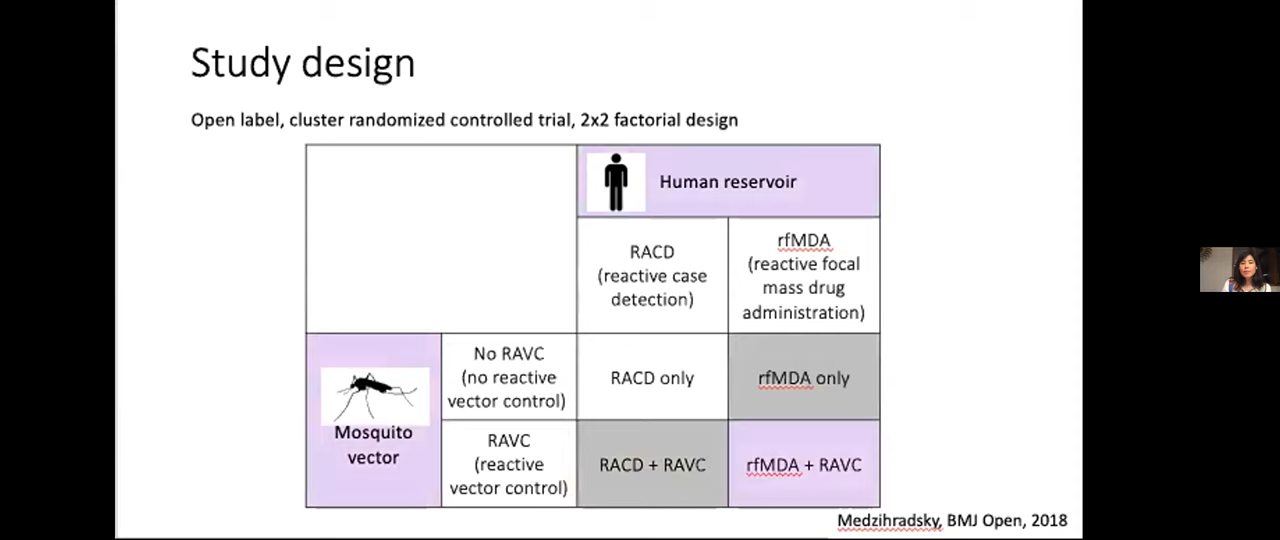 Study design
Open label, cluster randomized controlled trial, 2x2 factorial design
Human reservoir
RACD
(reactive case
detection)
rfMDA
(reactive focal
mass drug
administration)
Mosquito
vector
No RAVC
(no reactive
vector control)
RACD only
rfMDA only
RAVC
(reactive
vector control)
RACD + RAVC
rfMDA + RAVC
Medzihradsky, BMJ Open, 2018